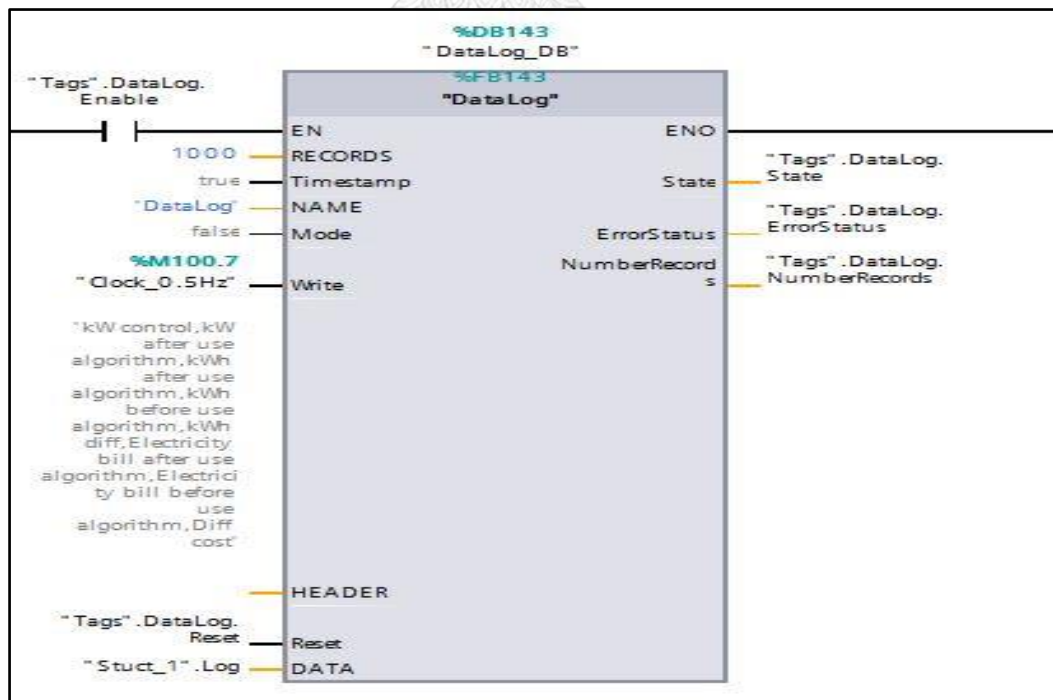 %DB143
"DataLog_DB"
"Tags".DataLog.
Enable
%FB143
"DataLog"
EN
ENO
1000
RECORDS
"Tags".DataLog.
State
true
Timestamp
State
'DataLog'
NAME
"Tags".DataLog.
ErrorStatus
false
Mode
ErrorStatus
%M100.7
"Clock_0.5Hz"
Write
NumberRecord
s
"Tags".DataLog.
NumberRecords
'kW control,kW
after use
algorithm,kWh
after use
algorithm,kWh
before use
algorithm,kWh
diff,Electricity
bill after use
algorithm,Electrici
ty bill before
use
algorithm,Diff
cost'
HEADER
"Tags".DataLog.
Reset
Reset
"Stuct_1".Log
DATA